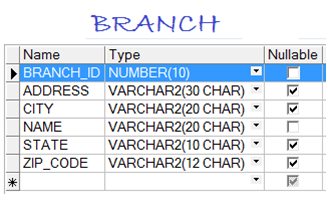 BRANCH
Name Type Nullable
BRANCH_ID NUMBER(10)
ADDRESS VARCHAR2(30 CHAR)
CITY VARCHAR2(20 CHAR)
NAME VARCHAR2(20 CHAR)
STATE VARCHAR2(10 CHAR)
ZIP_CODE VARCHAR2(12 CHAR)